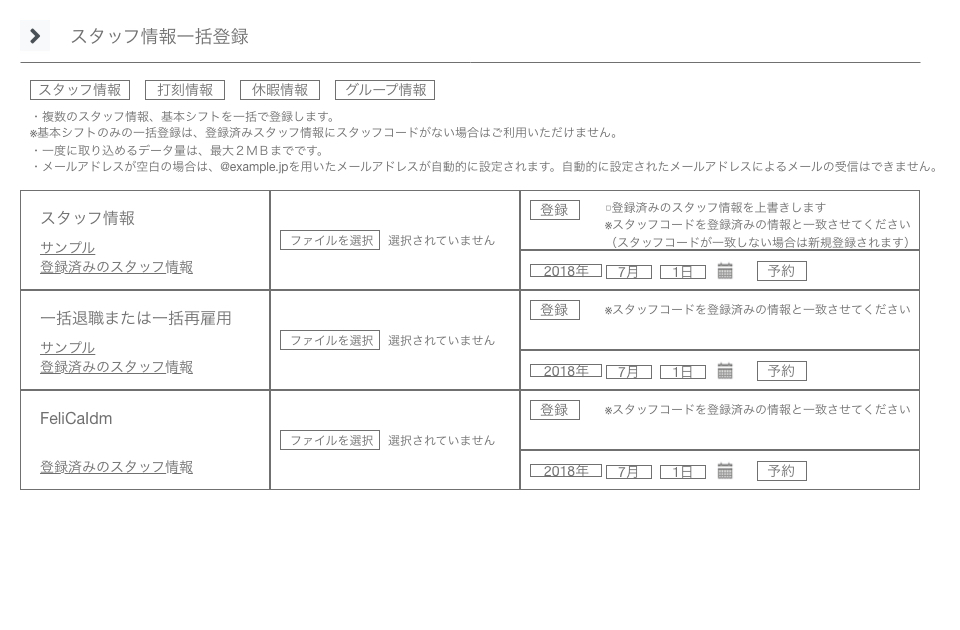 スタッフ情報一括登録
スタッフ情報 打刻情報 休暇情報 グループ情報
・複数のスタッフ情報、基本シフトを一括で登録します。
※基本シフトのみの一括登録は、登録済みスタッフ情報にスタッフコードがない場合はご利用いただけません。
・一度に取り込めるデータ量は、最大２ＭＢまでです。
・メールアドレスが空白の場合は、@example.jpを用いたメールアドレスが自動的に設定されます。自動的に設定されたメールアドレスによるメールの受信はできません。
スタッフ情報
サンプル
登録済みのスタッフ情報
ファイルを選択 選択されていません
登録 □登録済みのスタッフ情報を上書きします
※スタッフコードを登録済みの情報と一致させてください
（スタッフコードが一致しない場合は新規登録されます）
2018年 7月 1日 予約
一括退職または一括再雇用
サンプル
登録済みのスタッフ情報
ファイルを選択 選択されていません
登録 ※スタッフコードを登録済みの情報と一致させてください
2018年 7月 1日 予約
FeliCaIdm
登録済みのスタッフ情報
ファイルを選択 選択されていません
登録 ※スタッフコードを登録済みの情報と一致させてください
2018年 7月 1日 予約